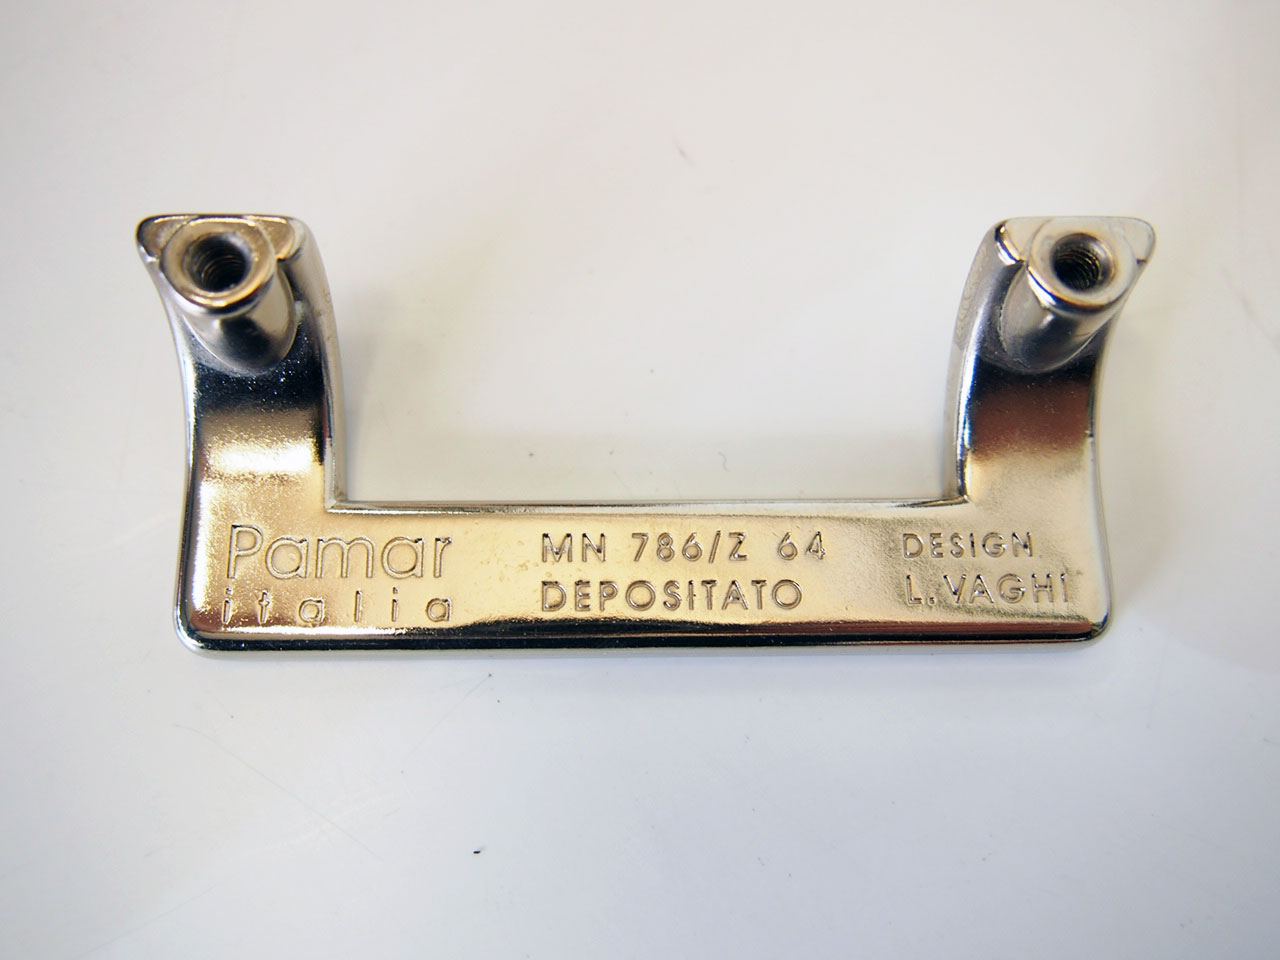 Pamar
italia
MN 786/Z 64
DEPOSITATO
DESIGN
L.VAGHI